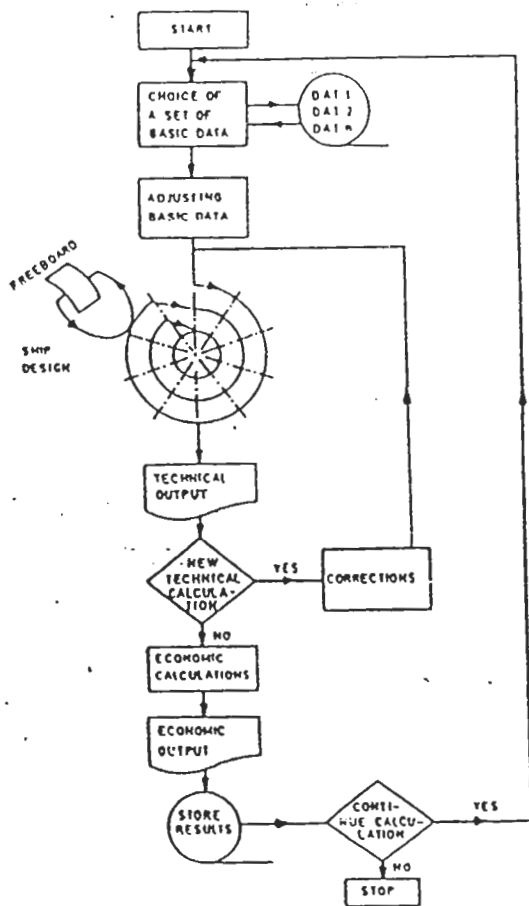 START
CHOICE OF
A SET OF
BASIC DATA
DAT 1
DAT 2
DAT n
ADJUSTING
BASIC DATA
FREEBOARD
SHIP
DESIGN
TECHNICAL
OUTPUT
NEW
TECHNICAL
CALCULA-
TION
YES
CORRECTIONS
NO
ECONOMIC
CALCULATIONS
ECONOMIC
OUTPUT
STORE
RESULTS
CONTI-
NUE CALCU-
LATION
YES
NO
STOP